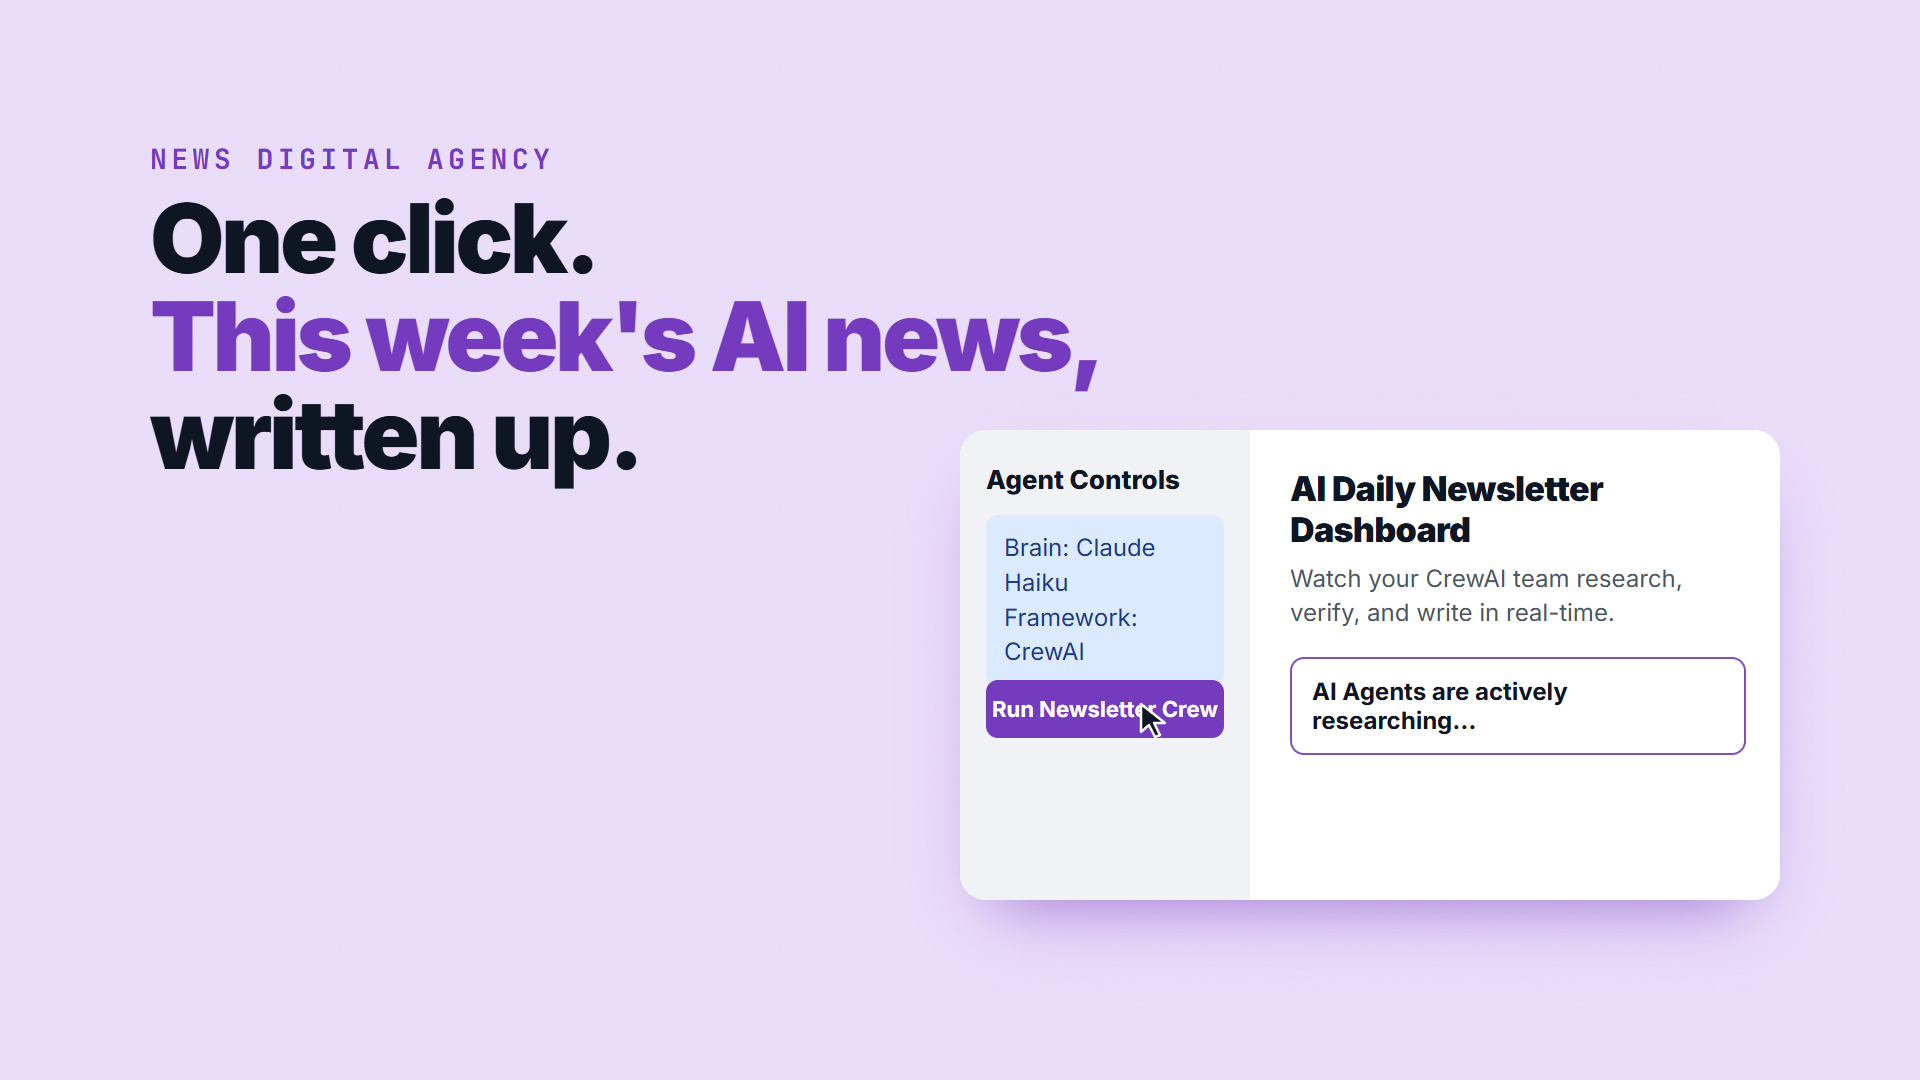 NEWS DIGITAL AGENCY
One click.
This week's AI news,
written up.
Agent Controls
Brain: Claude
Haiku
Framework:
CrewAI
Run Newsletter Crew
AI Daily Newsletter
Dashboard
Watch your CrewAI team research,
verify, and write in real-time.
AI Agents are actively
researching...